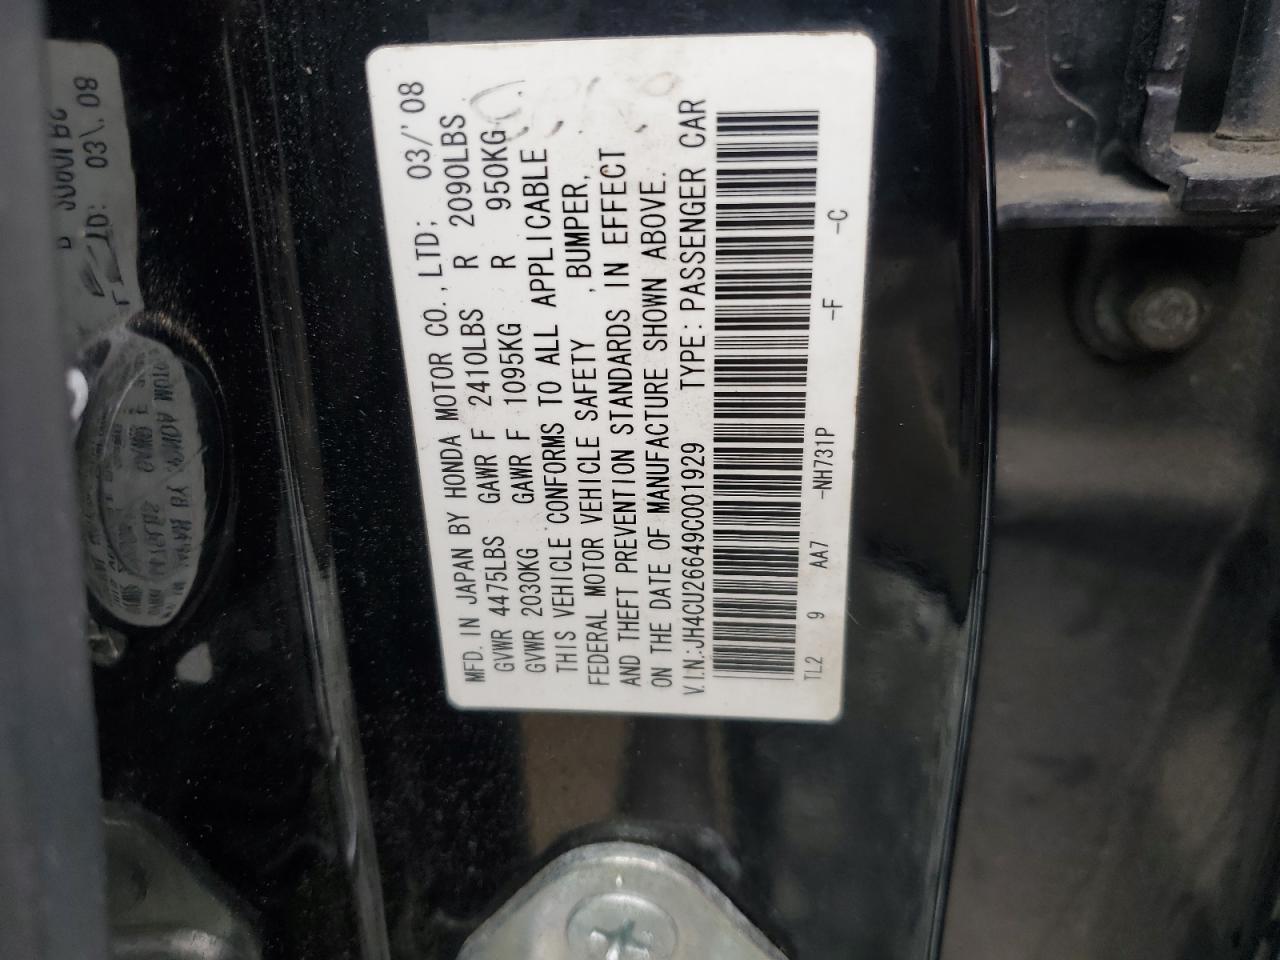 MFD. IN JAPAN BY HONDA MOTOR CO., LTD; 03/'08
GVWR 4475LBS GAWR F 2410LBS R 2090LBS
GVWR 2030KG GAWR F 1095KG R 950KG
THIS VEHICLE CONFORMS TO ALL APPLICABLE
FEDERAL MOTOR VEHICLE SAFETY , BUMPER,
AND THEFT PREVENTION STANDARDS IN EFFECT
ON THE DATE OF MANUFACTURE SHOWN ABOVE.
V.I.N.:JH4CU26649C001929 TYPE: PASSENGER CAR
TL2 9 AA7 -NH731P -F -C
TD: 03\.08